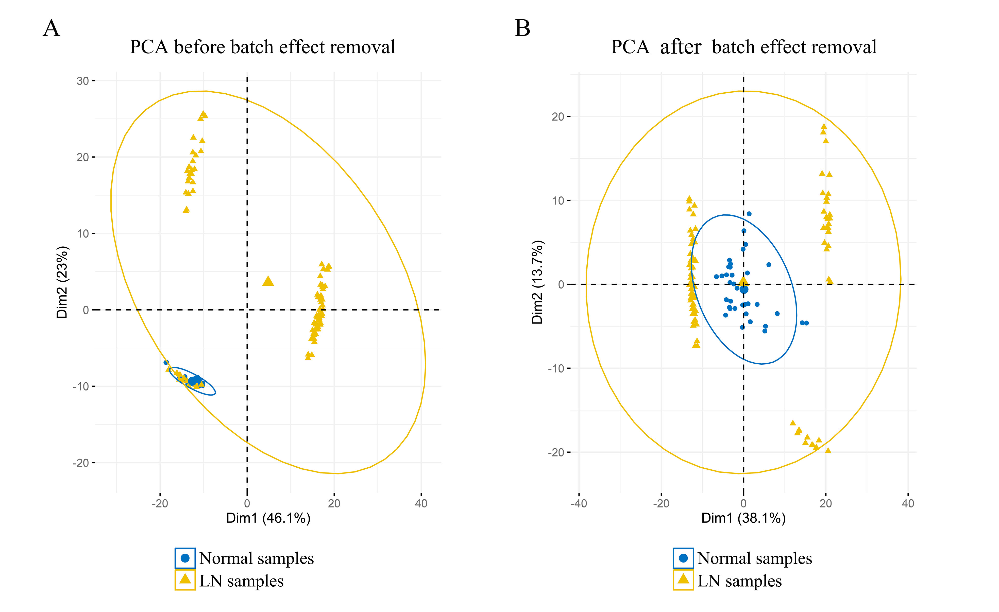 A
PCA before batch effect removal
30
20
10
0
-10
-20
Dim2 (23%)
-20
0
20
40
Dim1 (46.1%)
Normal samples
LN samples
B
PCA after batch effect removal
20
10
0
-10
-20
Dim2 (13.7%)
-40
-20
0
20
40
Dim1 (38.1%)
Normal samples
LN samples